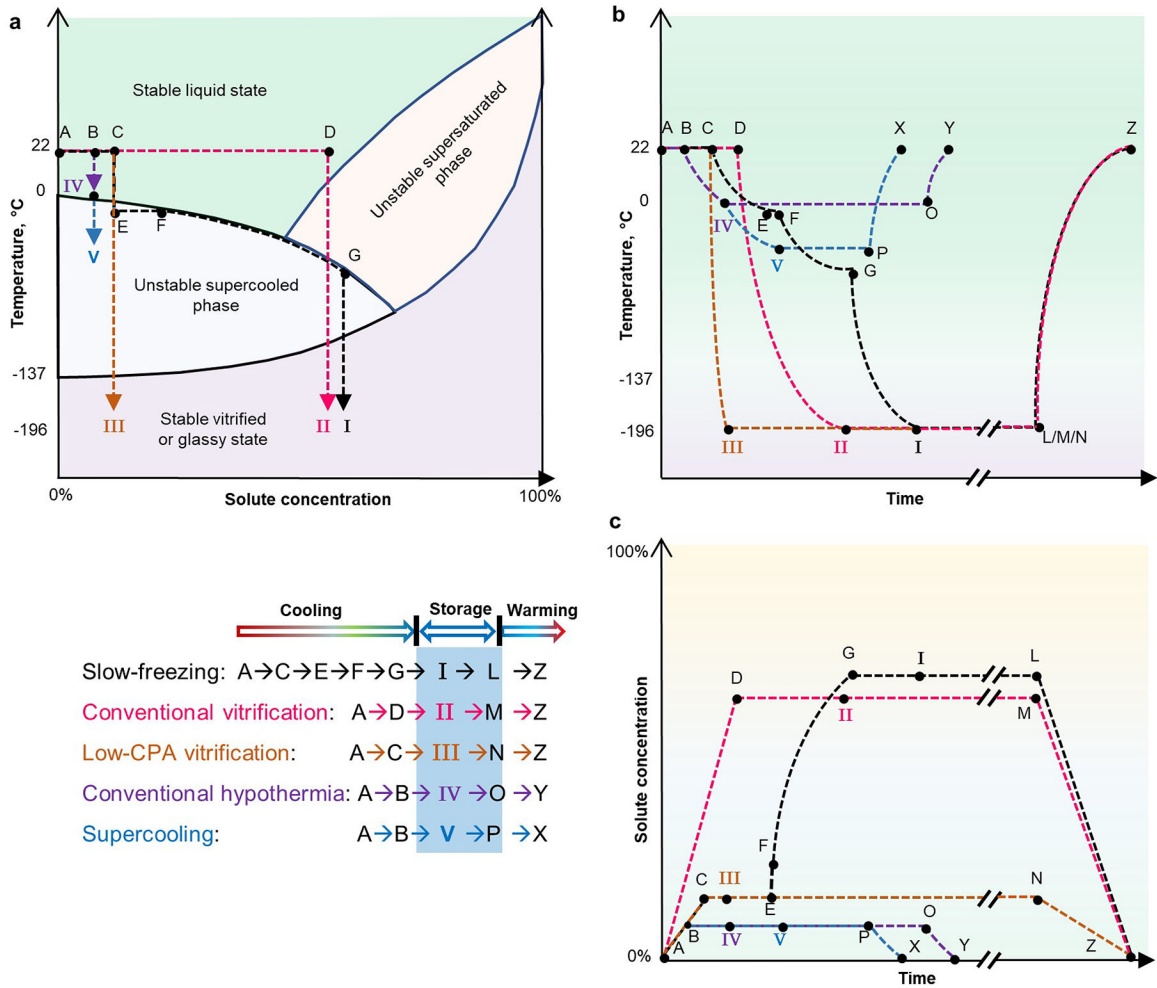 a
Stable liquid state
Unstable supersaturated
phase
A B C D
22
IV
0
E F
V
G
Unstable supercooled
phase
-137
III II I
Stable vitrified
or glassy state
-196
0% 100%
Solute concentration
Temperature, °C
b
A B C D X Y Z
22
0
IV E F O
V P
G
-137
-196
III II I L/M/N
Time
Temperature, °C
Cooling Storage Warming
Slow-freezing: A→C→E→F→G→ I → L →Z
Conventional vitrification: A→D→ II →M→Z
Low-CPA vitrification: A→C→ III →N→Z
Conventional hypothermia: A→B→ IV →O→Y
Supercooling: A→B→ V →P→X
c
100%
G I L
D
II M
F
C III N
E
B IV V P O
A X Y Z
0%
Time
Solute concentration